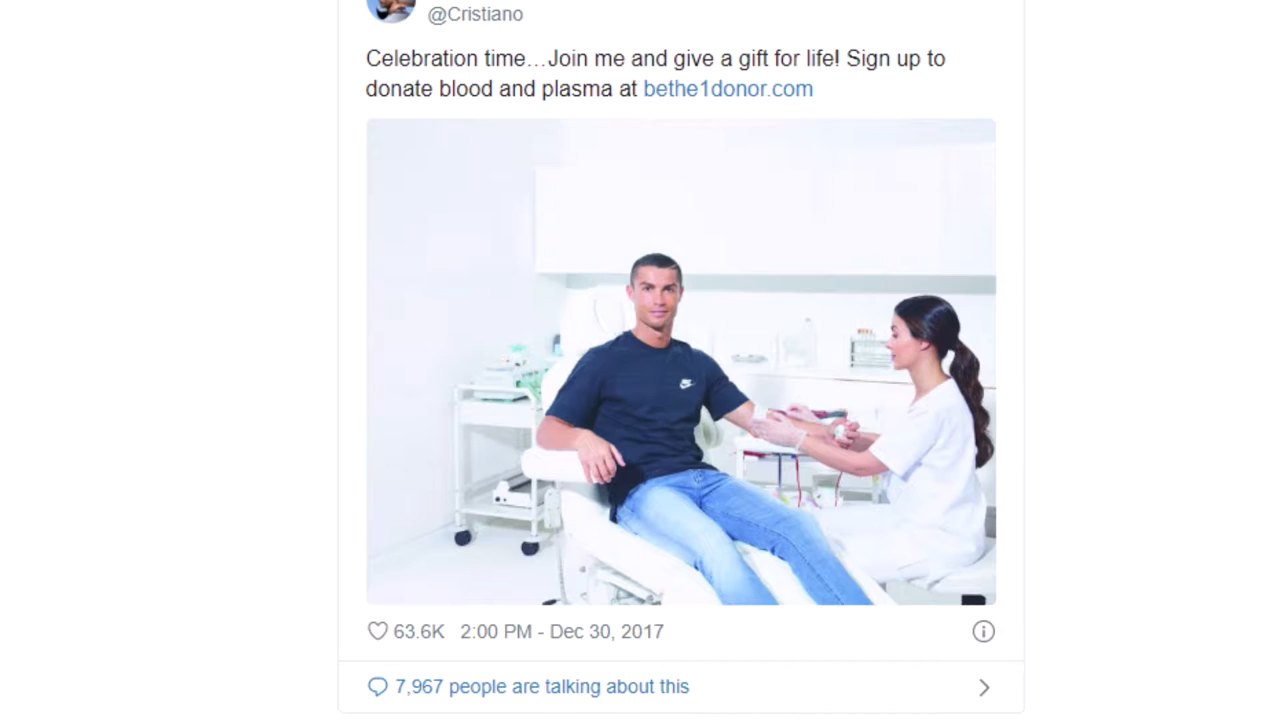 @Cristiano
Celebration time…Join me and give a gift for life! Sign up to
donate blood and plasma at bethe1donor.com
63.6K 2:00 PM - Dec 30, 2017
7,967 people are talking about this